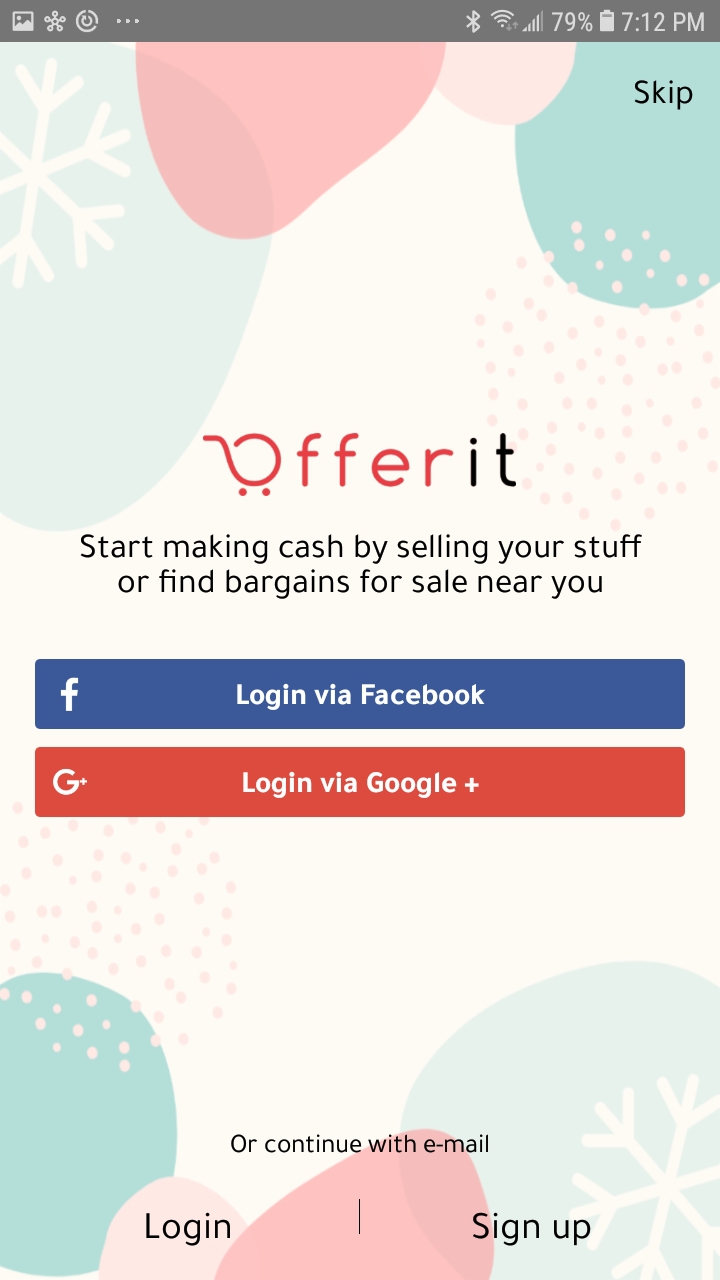 79% 7:12 PM
Skip
Offerit
Start making cash by selling your stuff
or find bargains for sale near you
f Login via Facebook
G+ Login via Google +
Or continue with e-mail
Login | Sign up